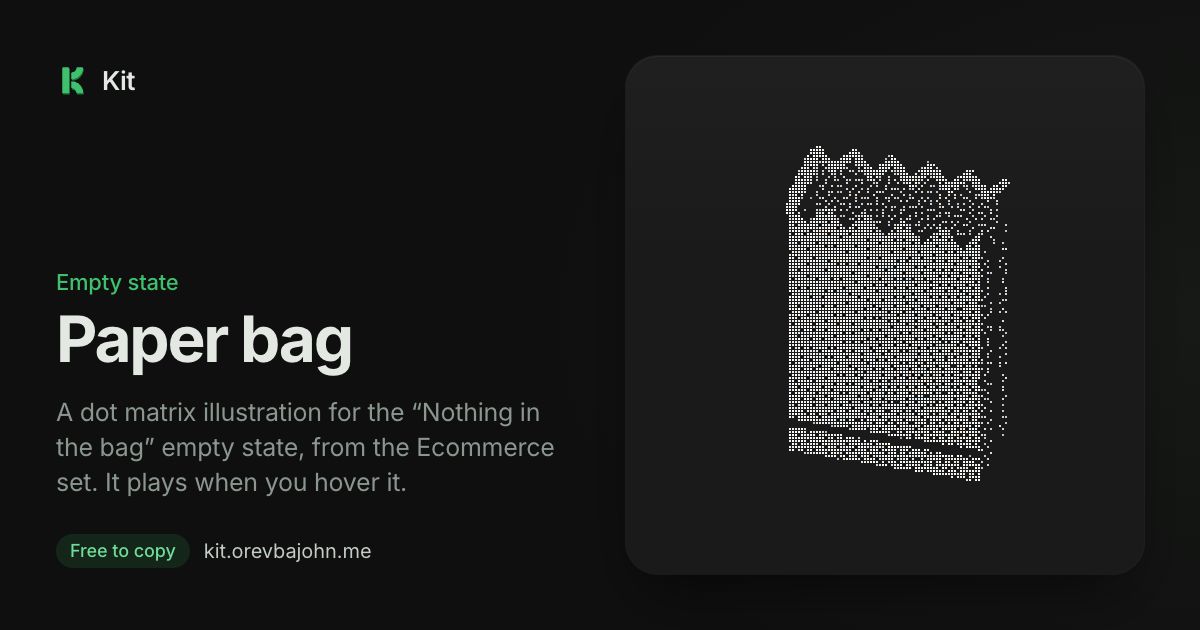 Kit
Empty state
Paper bag
A dot matrix illustration for the “Nothing in
the bag” empty state, from the Ecommerce
set. It plays when you hover it.
Free to copy
kit.orevbajohn.me